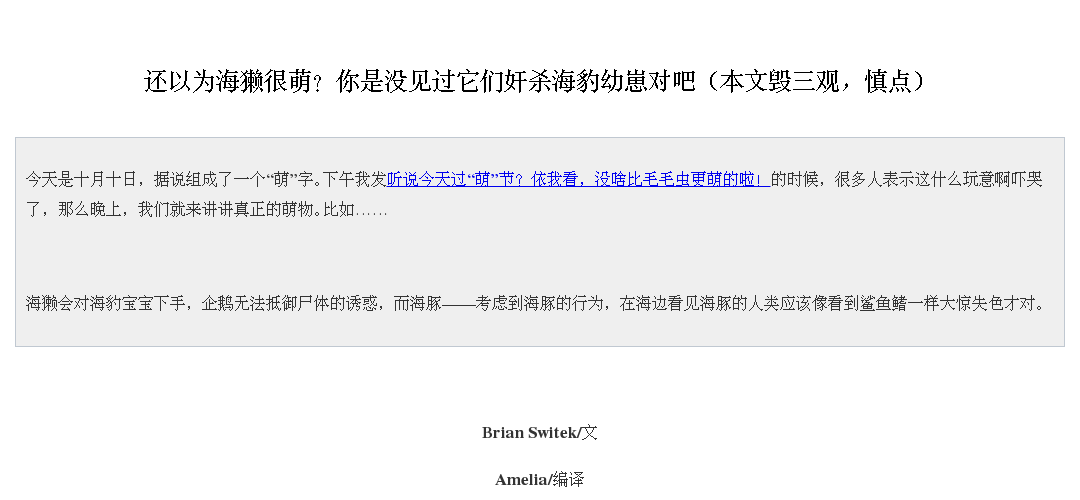 还以为海獭很萌？你是没见过它们奸杀海豹幼崽对吧（本文毁三观，慎点）
今天是十月十日，据说组成了一个“萌”字。下午我发听说今天过“萌”节？依我看，没啥比毛毛虫更萌的啦！的时候，很多人表示这什么玩意啊吓哭
了，那么晚上，我们就来讲讲真正的萌物。比如……
海獭会对海豹宝宝下手，企鹅无法抵御尸体的诱惑，而海豚——考虑到海豚的行为，在海边看见海豚的人类应该像看到鲨鱼鳍一样大惊失色才对。
Brian Switek/文
Amelia/编译